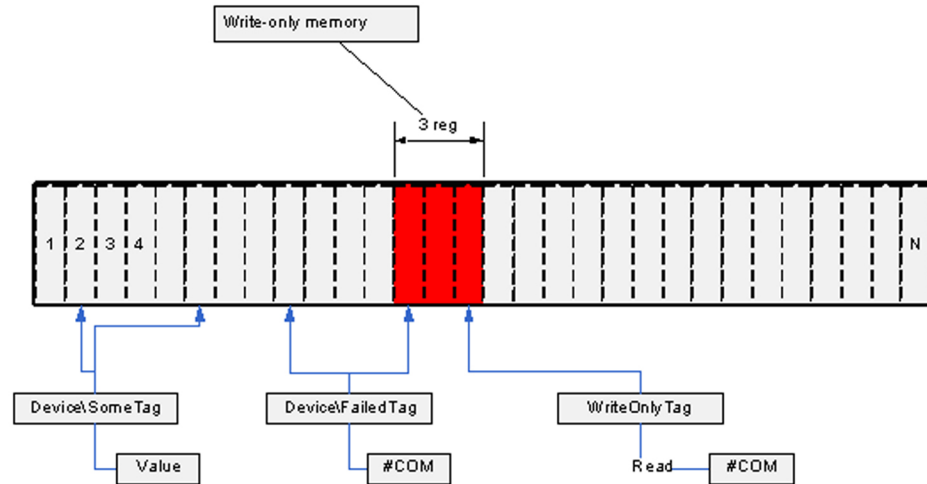 Write-only memory
3 reg
1 2 3 4 N
Device\SomeTag Device\FailedTag WriteOnlyTag
Value #COM Read #COM